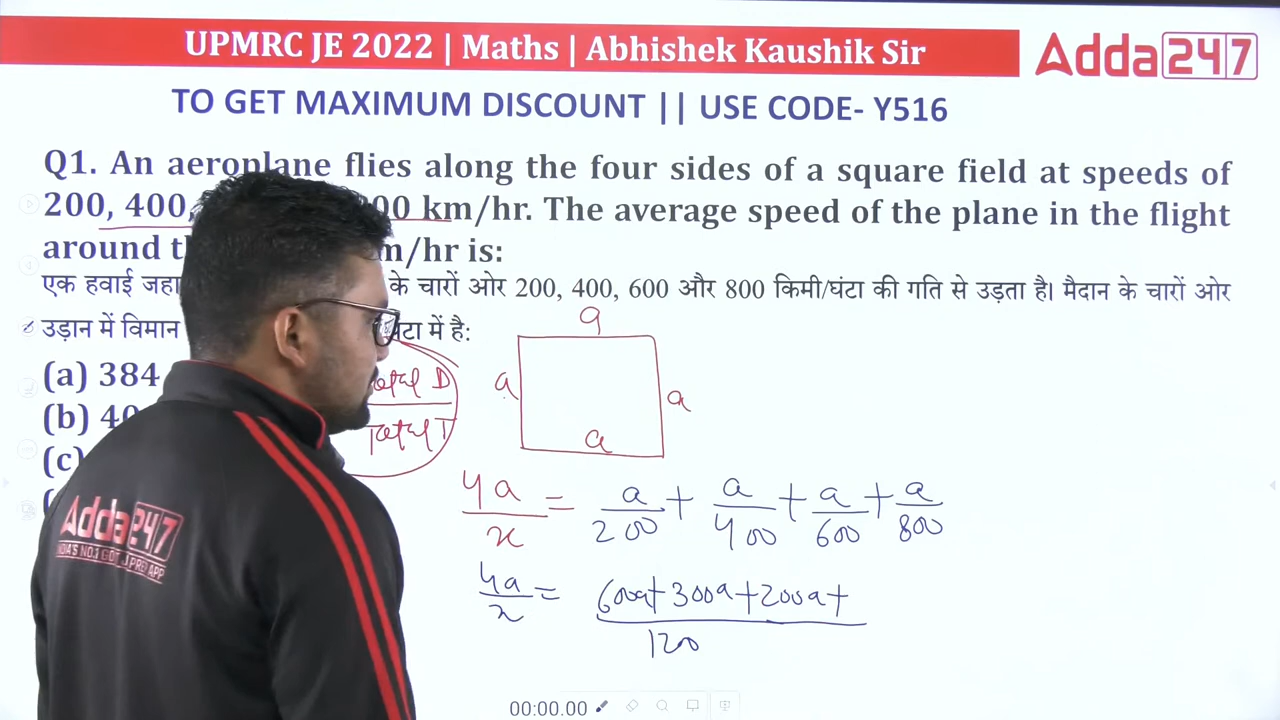 UPMRC JE 2022 | Maths | Abhishek Kaushik Sir
Adda247
TO GET MAXIMUM DISCOUNT || USE CODE- Y516
Q1. An aeroplane flies along the four sides of a square field at speeds of
200, 400, 00 km/hr. The average speed of the plane in the flight
around m/hr is:
एक हवाई के चारों ओर 200, 400, 600 और 800 किमी/घंटा की गति से उड़ता है। मैदान के चारों ओर
उड़ान में विमान में है:
(a) 384
(b)
(c)
Total D
Total T
a
a
a
a
4a/x = a/200 + a/400 + a/600 + a/800
4a/x = 600a+300a+200a+ / 120
Adda247
00:00.00